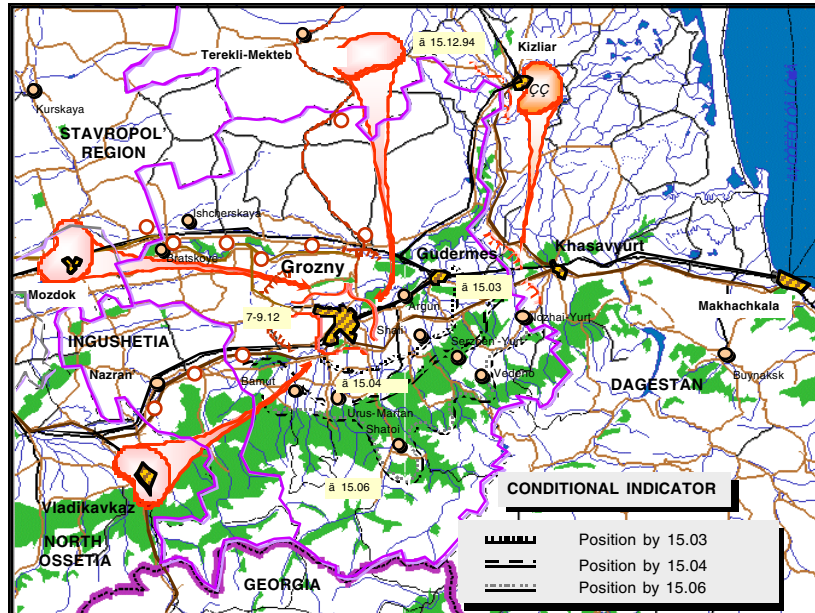 Terekli-Mekteb
ã 15.12.94
Kizliar
ÇÇ
Kurskaya
STAVROPOL'
REGION
Ishcherskaya
Bratskoye
Mozdok
Grozny
Gudermes
Khasavyurt
ã 15.03
Argun
Makhachkala
7-9.12
Shali
Nozhai-Yurt
INGUSHETIA
Serzhen -Yurt
Nazran'
Vedeno
Buynaksk
Bamut
ã 15.04
DAGESTAN
Urus-Martan
Shatoi
ã 15.06
CONDITIONAL INDICATOR
Vladikavkaz
NORTH
OSSETIA
GEORGIA
Position by 15.03
Position by 15.04
Position by 15.06